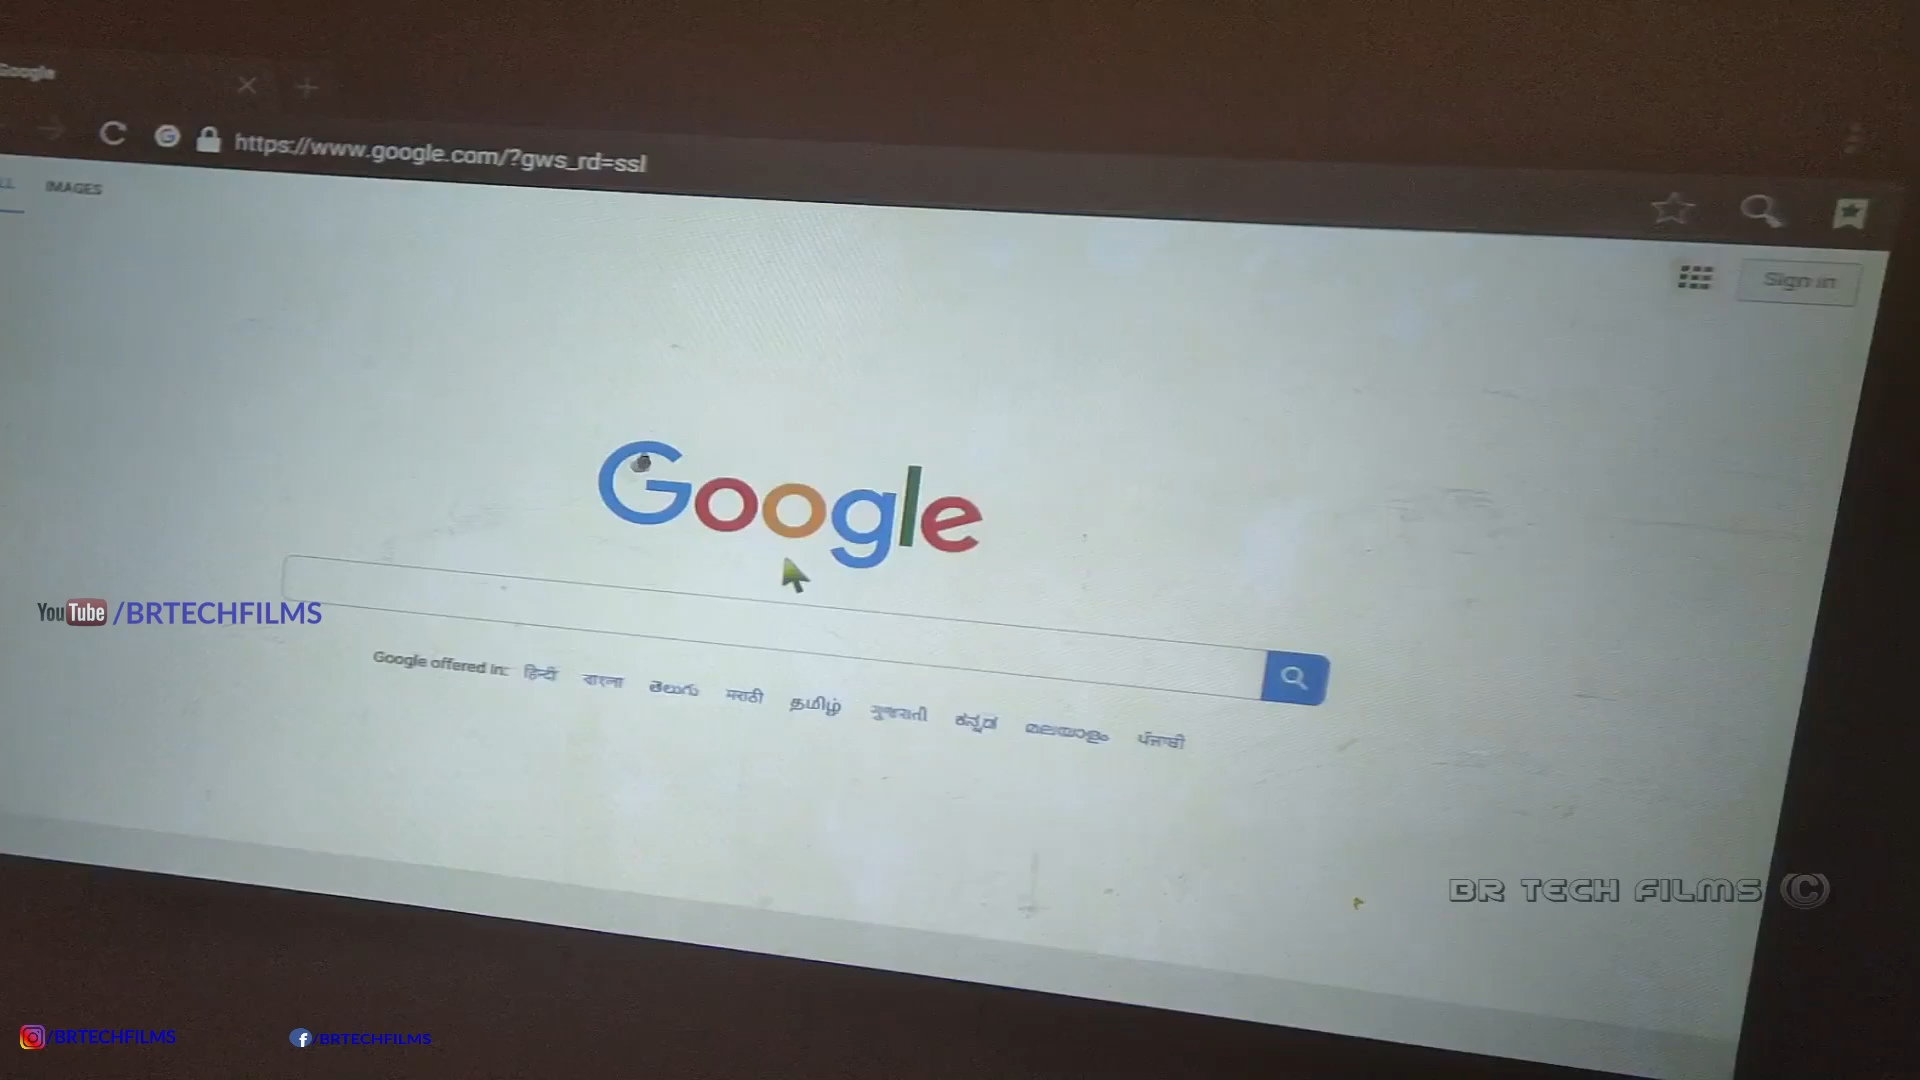 Google
https://www.google.com/?gws_rd=ssl
IMAGES
Sign in
Google
YouTube /BRTECHFILMS
Google offered in: हिन्दी বাংলা తెలుగు मराठी தமிழ் ગુજરાતી ಕನ್ನಡ മലയാളം ਪੰਜਾਬੀ
BR TECH FILMS ©
/BRTECHFILMS
f /BRTECHFILMS